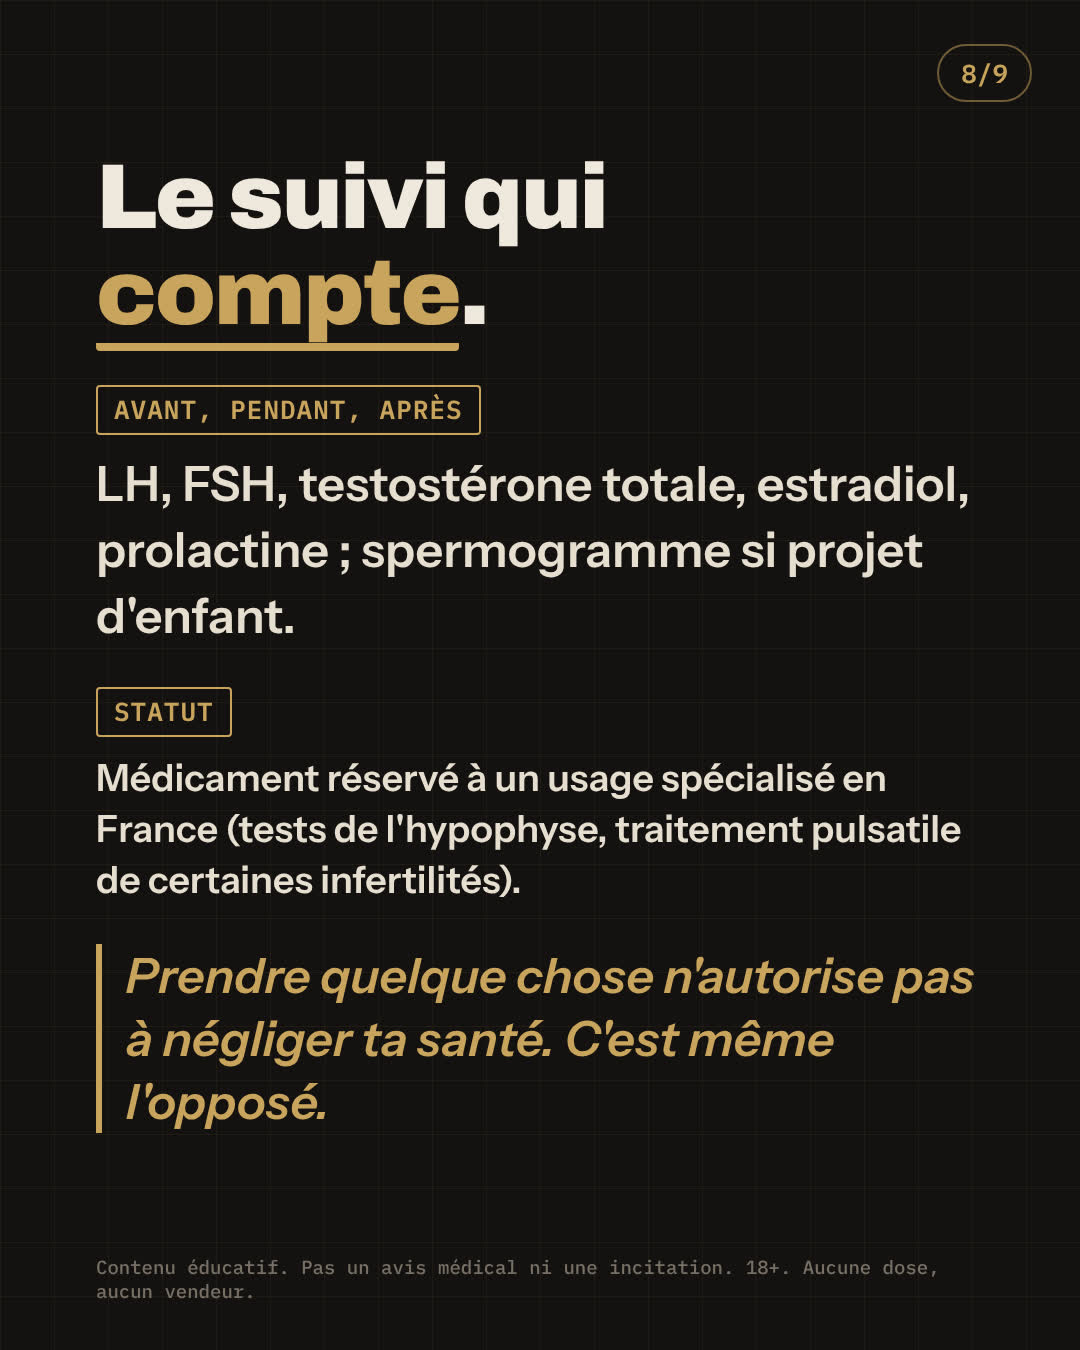 8/9
Le suivi qui
compte.
AVANT, PENDANT, APRÈS
LH, FSH, testostérone totale, estradiol,
prolactine ; spermogramme si projet
d'enfant.
STATUT
Médicament réservé à un usage spécialisé en
France (tests de l'hypophyse, traitement pulsatile
de certaines infertilités).
Prendre quelque chose n'autorise pas
à négliger ta santé. C'est même
l'opposé.
Contenu éducatif. Pas un avis médical ni une incitation. 18+. Aucune dose,
aucun vendeur.